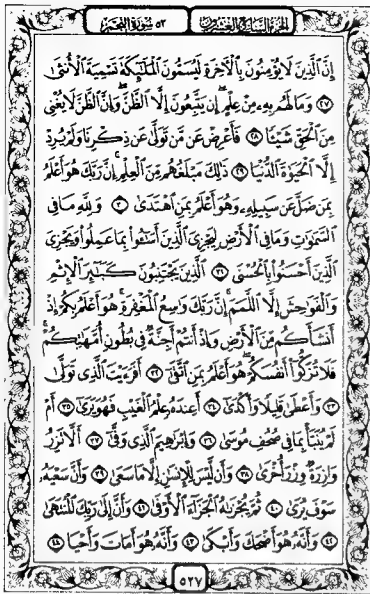 الجزء السابع والعشرون ٥٣ سورة النجم
إِنَّ ٱلَّذِينَ لَا يُؤْمِنُونَ بِٱلْـَٔاخِرَةِ لَيُسَمُّونَ ٱلْمَلَـٰٓئِكَةَ تَسْمِيَةَ ٱلْأُنثَىٰ
٢٧ وَمَا لَهُم بِهِۦ مِنْ عِلْمٍ ۖ إِن يَتَّبِعُونَ إِلَّا ٱلظَّنَّ ۖ وَإِنَّ ٱلظَّنَّ لَا يُغْنِى
مِنَ ٱلْحَقِّ شَيْـًٔا ٢٨ فَأَعْرِضْ عَن مَّن تَوَلَّىٰ عَن ذِكْرِنَا وَلَمْ يُرِدْ
إِلَّا ٱلْحَيَوٰةَ ٱلدُّنْيَا ٢٩ ذَٰلِكَ مَبْلَغُهُم مِّنَ ٱلْعِلْمِ ۚ إِنَّ رَبَّكَ هُوَ أَعْلَمُ
بِمَن ضَلَّ عَن سَبِيلِهِۦ وَهُوَ أَعْلَمُ بِمَنِ ٱهْتَدَىٰ ٣٠ وَلِلَّهِ مَا فِى
ٱلسَّمَـٰوَٰتِ وَمَا فِى ٱلْأَرْضِ لِيَجْزِىَ ٱلَّذِينَ أَسَـٰٓـُٔوا۟ بِمَا عَمِلُوا۟ وَيَجْزِىَ
ٱلَّذِينَ أَحْسَنُوا۟ بِٱلْحُسْنَى ٣١ ٱلَّذِينَ يَجْتَنِبُونَ كَبَـٰٓئِرَ ٱلْإِثْمِ
وَٱلْفَوَٰحِشَ إِلَّا ٱللَّمَمَ ۚ إِنَّ رَبَّكَ وَٰسِعُ ٱلْمَغْفِرَةِ ۚ هُوَ أَعْلَمُ بِكُمْ إِذْ
أَنشَأَكُم مِّنَ ٱلْأَرْضِ وَإِذْ أَنتُمْ أَجِنَّةٌ فِى بُطُونِ أُمَّهَـٰتِكُمْ ۖ
فَلَا تُزَكُّوٓا۟ أَنفُسَكُمْ ۖ هُوَ أَعْلَمُ بِمَنِ ٱتَّقَىٰٓ ٣٢ أَفَرَءَيْتَ ٱلَّذِى تَوَلَّىٰ
٣٣ وَأَعْطَىٰ قَلِيلًا وَأَكْدَىٰٓ ٣٤ أَعِندَهُۥ عِلْمُ ٱلْغَيْبِ فَهُوَ يَرَىٰٓ ٣٥ أَمْ
لَمْ يُنَبَّأْ بِمَا فِى صُحُفِ مُوسَىٰ ٣٦ وَإِبْرَٰهِيمَ ٱلَّذِى وَفَّىٰٓ ٣٧ أَلَّا تَزِرُ
وَازِرَةٌ وِزْرَ أُخْرَىٰ ٣٨ وَأَن لَّيْسَ لِلْإِنسَـٰنِ إِلَّا مَا سَعَىٰ ٣٩ وَأَنَّ سَعْيَهُۥ
سَوْفَ يُرَىٰ ٤٠ ثُمَّ يُجْزَىٰهُ ٱلْجَزَآءَ ٱلْأَوْفَىٰ ٤١ وَأَنَّ إِلَىٰ رَبِّكَ ٱلْمُنتَهَىٰ
٤٢ وَأَنَّهُۥ هُوَ أَضْحَكَ وَأَبْكَىٰ ٤٣ وَأَنَّهُۥ هُوَ أَمَاتَ وَأَحْيَا ٤٤
٥٢٧